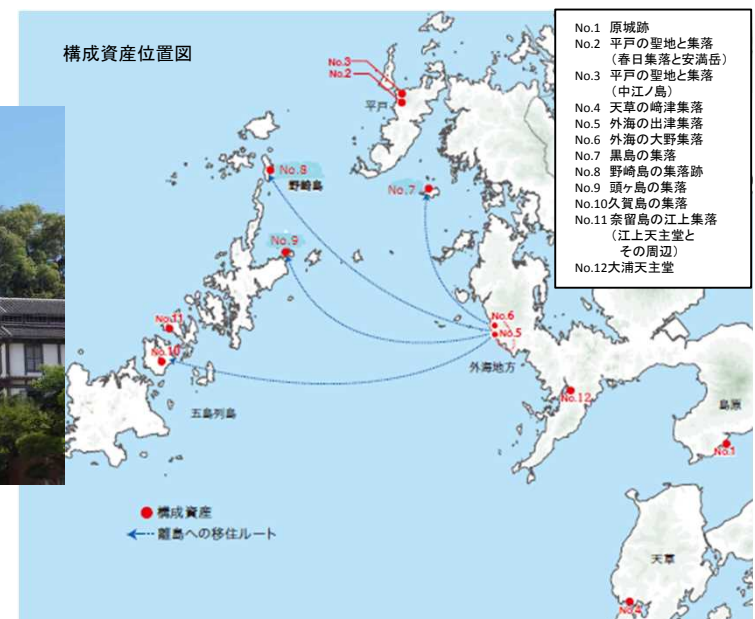 構成資産位置図
No.1 原城跡
No.2 平戸の聖地と集落
（春日集落と安満岳）
No.3 平戸の聖地と集落
（中江ノ島）
No.4 天草の﨑津集落
No.5 外海の出津集落
No.6 外海の大野集落
No.7 黒島の集落
No.8 野崎島の集落跡
No.9 頭ヶ島の集落
No.10久賀島の集落
No.11奈留島の江上集落
（江上天主堂と
その周辺）
No.12大浦天主堂
No.3
No.2
平戸
No.8
野崎島
No.7
No.9
No.6
No.5
No.11
No.10
外海地方
No.12
五島列島
島原
No.1
構成資産
離島への移住ルート
天草
No.4